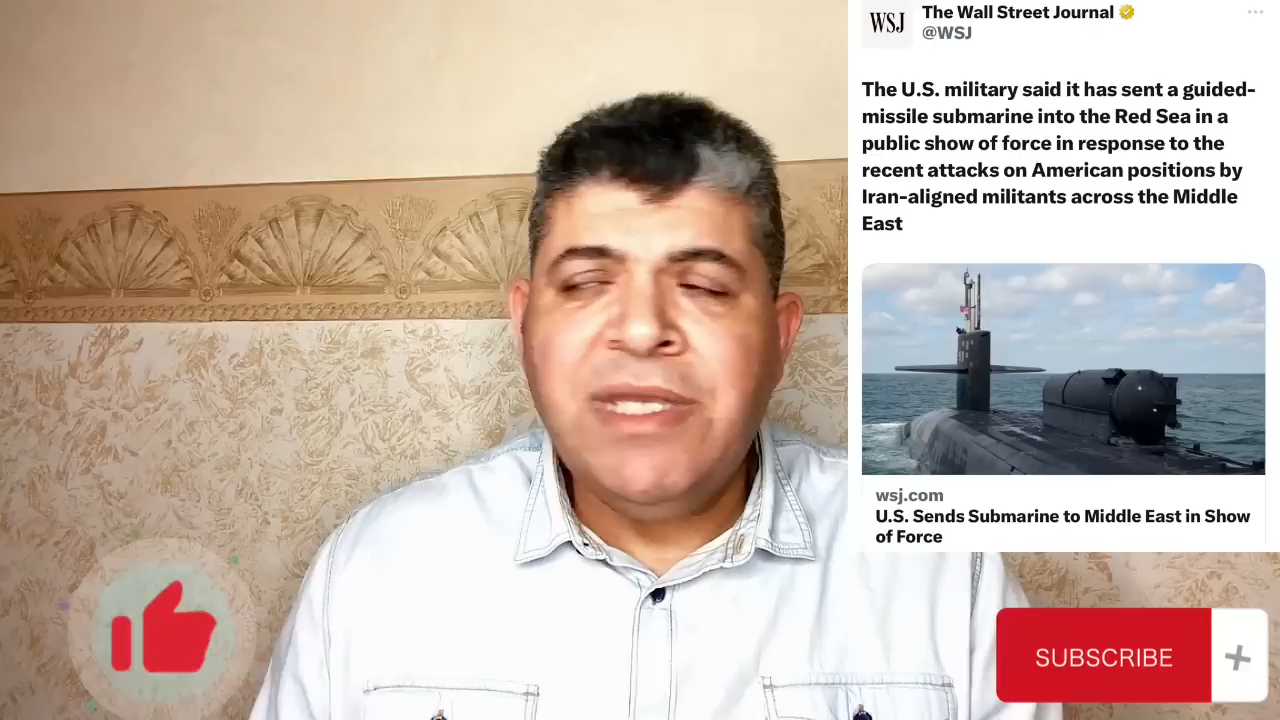 WSJ
The Wall Street Journal
@WSJ
The U.S. military said it has sent a guided-
missile submarine into the Red Sea in a
public show of force in response to the
recent attacks on American positions by
Iran-aligned militants across the Middle
East
wsj.com
U.S. Sends Submarine to Middle East in Show
of Force
SUBSCRIBE